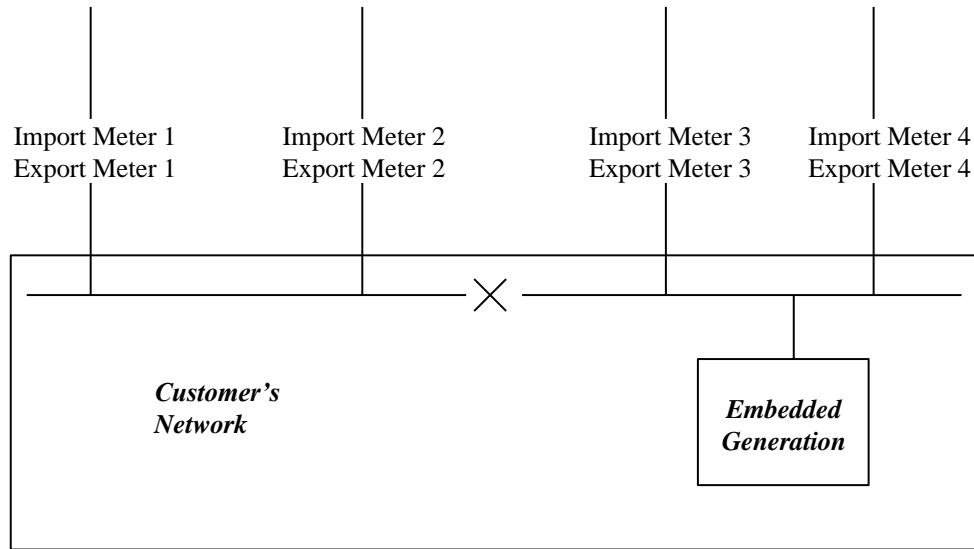 Import Meter 1
Export Meter 1
Import Meter 2
Export Meter 2
Import Meter 3
Export Meter 3
Import Meter 4
Export Meter 4
Customer’s
Network
Embedded
Generation